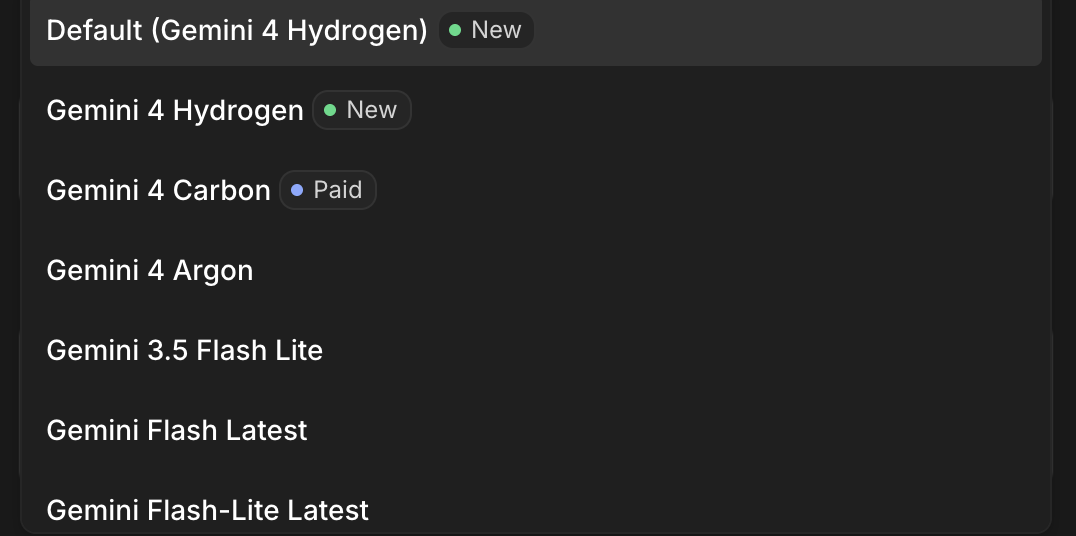 Default (Gemini 4 Hydrogen) New
Gemini 4 Hydrogen New
Gemini 4 Carbon Paid
Gemini 4 Argon
Gemini 3.5 Flash Lite
Gemini Flash Latest
Gemini Flash-Lite Latest